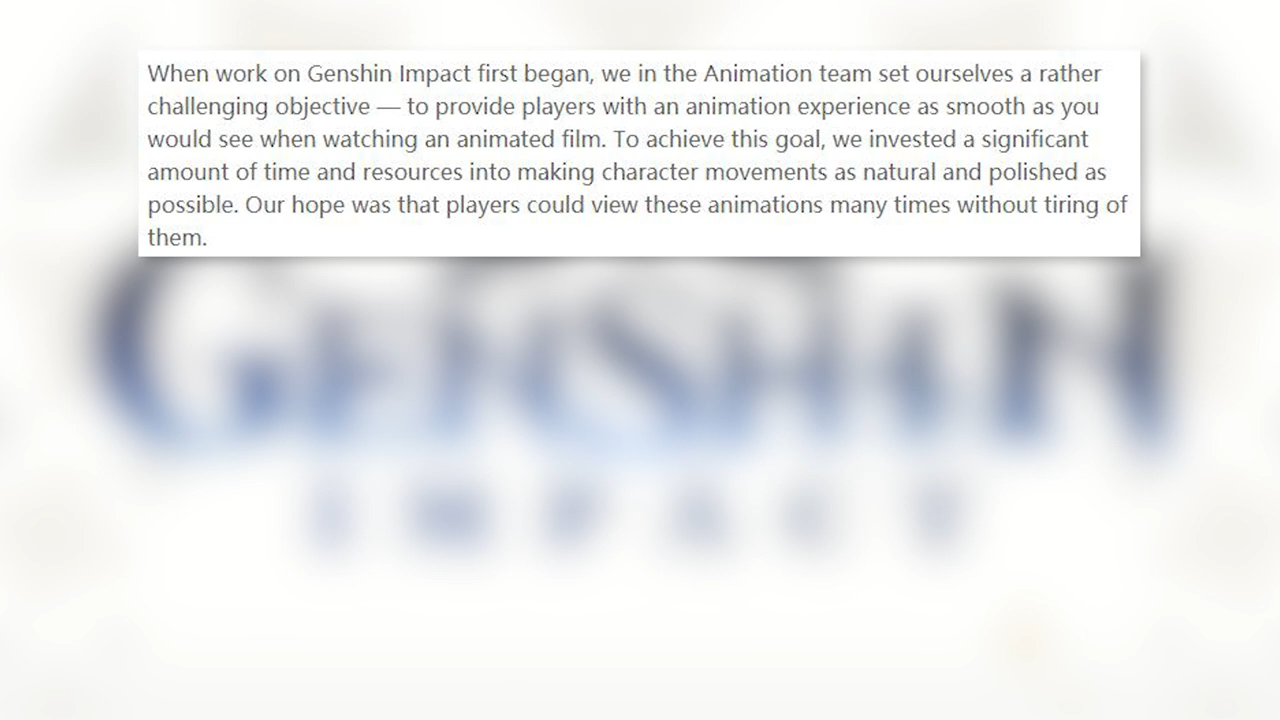 When work on Genshin Impact first began, we in the Animation team set ourselves a rather
challenging objective — to provide players with an animation experience as smooth as you
would see when watching an animated film. To achieve this goal, we invested a significant
amount of time and resources into making character movements as natural and polished as
possible. Our hope was that players could view these animations many times without tiring of
them.
GENSHIN
IMPACT